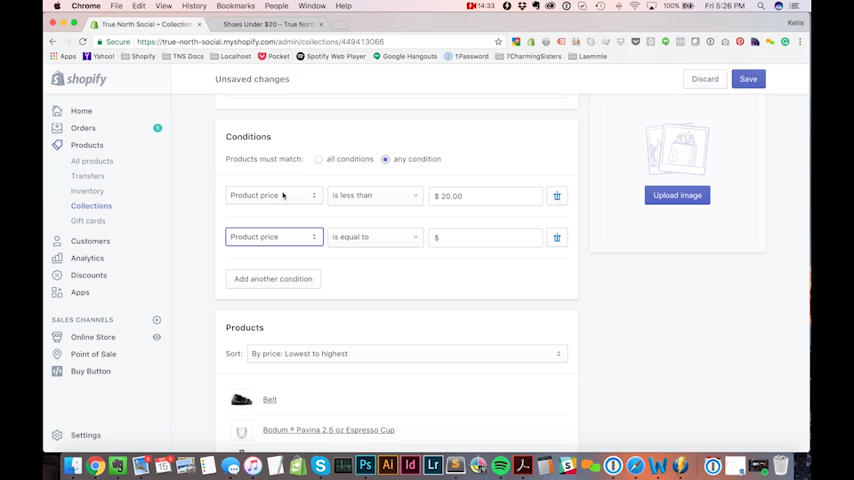 Chrome File Edit View History Bookmarks People Window Help 14:33 100% Fri 5:26 PM
True North Social – Collection × Shoes Under $20 – True Nort × Kelis
Secure https://true-north-social.myshopify.com/admin/collections/449413066
Apps Yahoo! Shopify TNS Docs Local Chat Pocket Spotify Web Player Google Hangouts 1Password 7CharmingSisters Laemmle
shopify
Unsaved changes
Discard
Save
Home
Orders 1
Products
All products
Transfers
Inventory
Collections
Gift cards
Customers
Analytics
Discounts
Apps
SALES CHANNELS
Online Store
Point of Sale
Buy Button
Settings
Conditions
Products must match: all conditions any condition
Product price is less than $ 20.00
Product price is equal to $
Add another condition
Products
Sort: By price: Lowest to highest
Belt
Bodum ® Pavina 2.5 oz Espresso Cup
Upload image